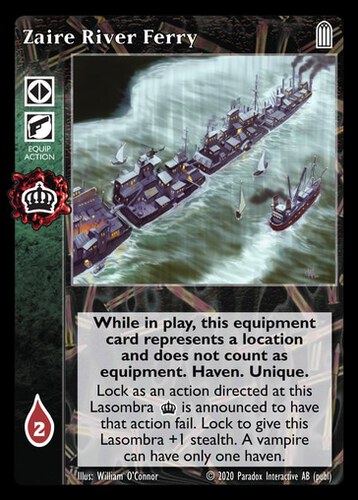 Zaire River Ferry
EQUIP
ACTION
While in play, this equipment
card represents a location
and does not count as
equipment. Haven. Unique.
Lock as an action directed at this
Lasombra is announced to have
that action fail. Lock to give this
Lasombra +1 stealth. A vampire
can have only one haven.
2
Illus: William O'Connor © 2020 Paradox Interactive AB (publ)